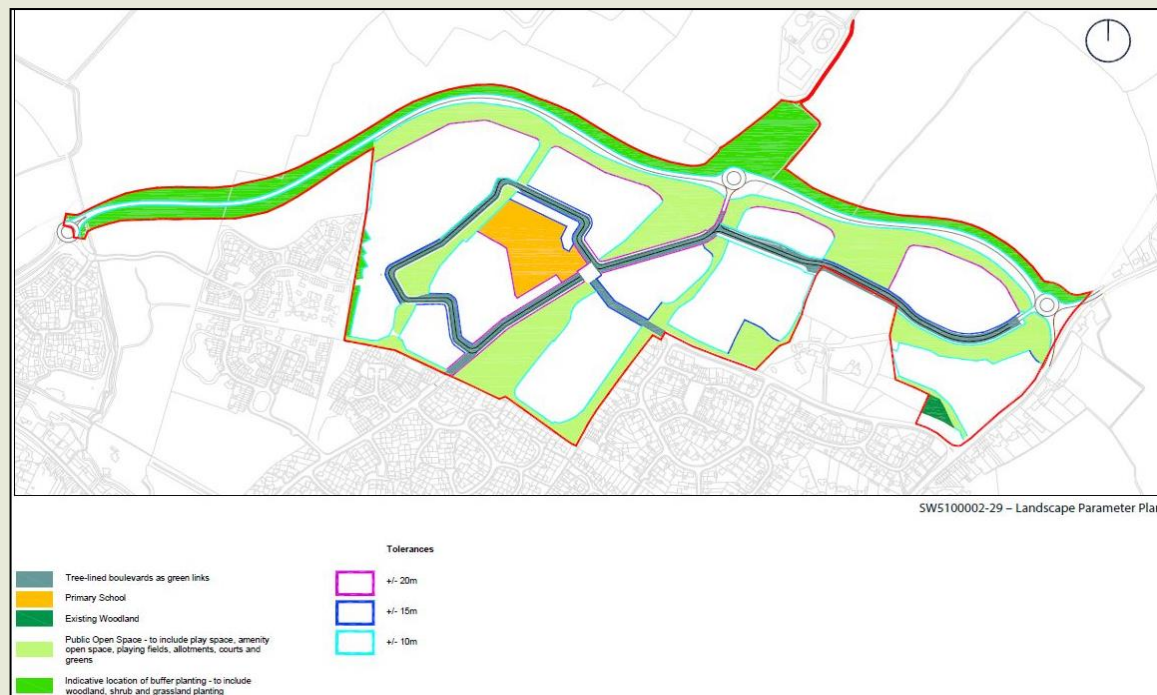 SW5100002-29 – Landscape Parameter Plan
Tolerances
Tree-lined boulevards as green links
Primary School
Existing Woodland
Public Open Space - to include play space, amenity
open space, playing fields, allotments, courts and
greens
Indicative location of buffer planting - to include
woodland, shrub and grassland planting
+/- 20m
+/- 15m
+/- 10m